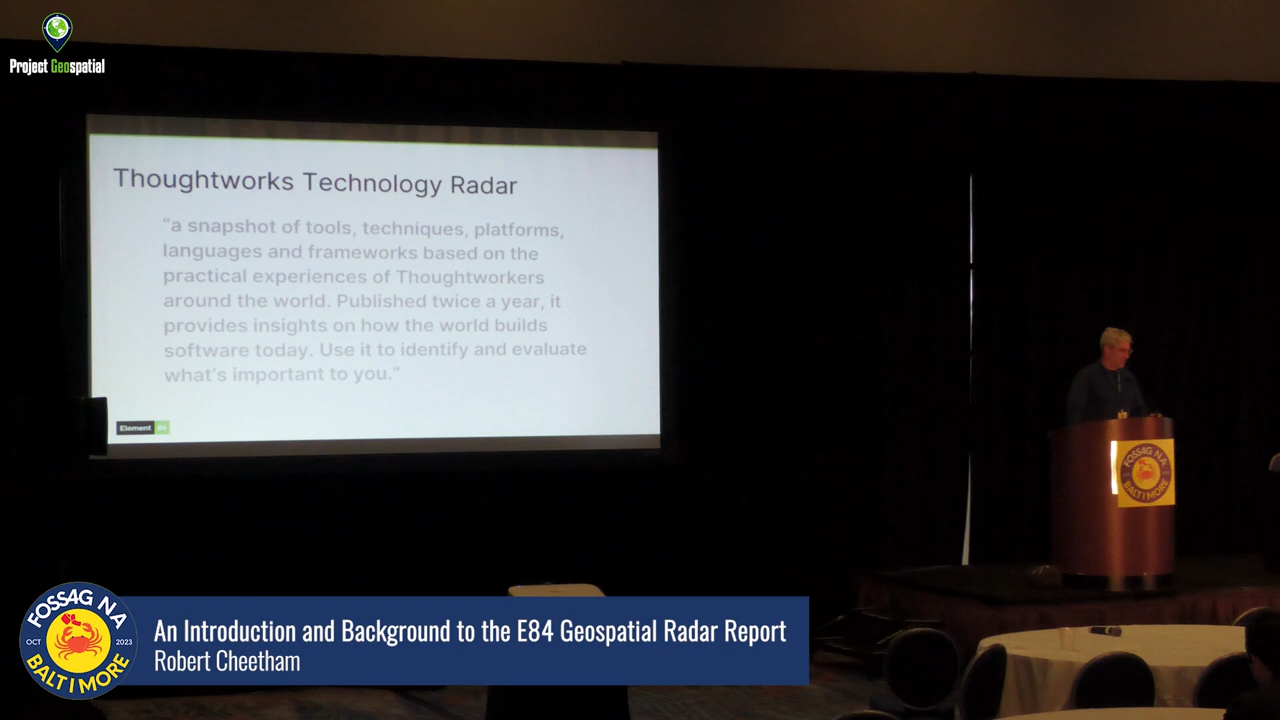 Project Geospatial
Thoughtworks Technology Radar
“a snapshot of tools, techniques, platforms,
languages and frameworks based on the
practical experiences of Thoughtworkers
around the world. Published twice a year, it
provides insights on how the world builds
software today. Use it to identify and evaluate
what's important to you.”
Element 84
FOSS4G NA
BALTIMORE
FOSS4G NA
OCT 2023
BALTIMORE
An Introduction and Background to the E84 Geospatial Radar Report
Robert Cheetham